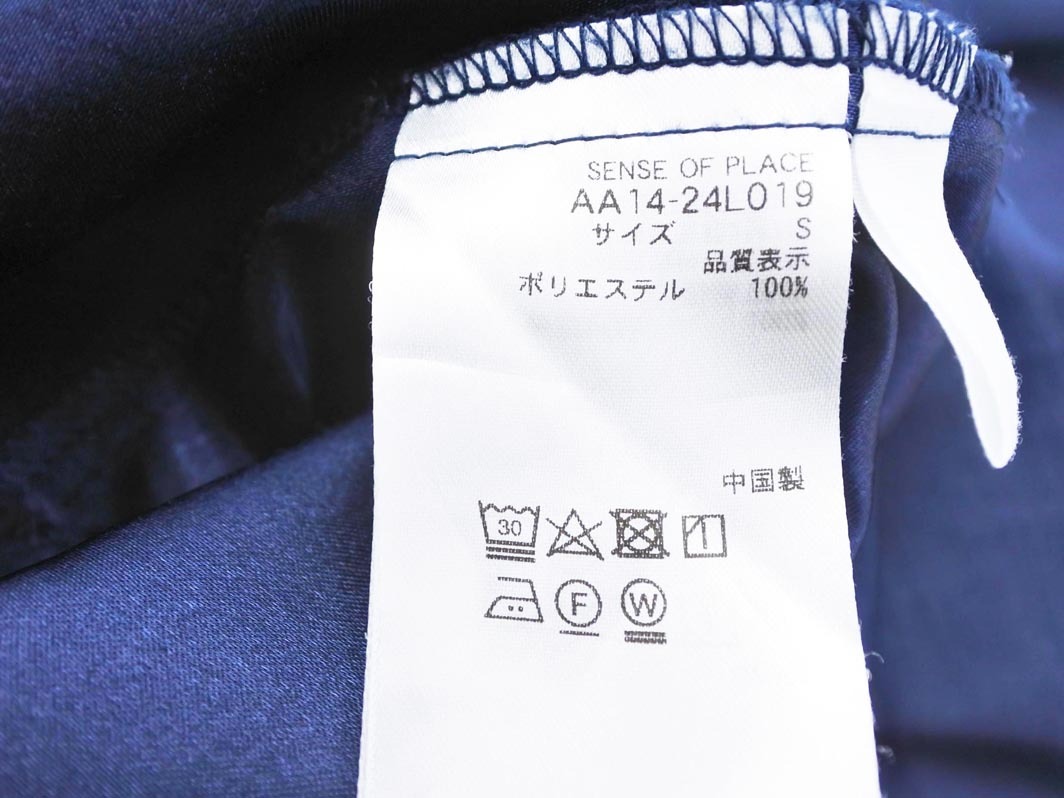 SENSE OF PLACE
AA14-24L019
サイズ S
品質表示
ポリエステル 100%
中国製
30
F W